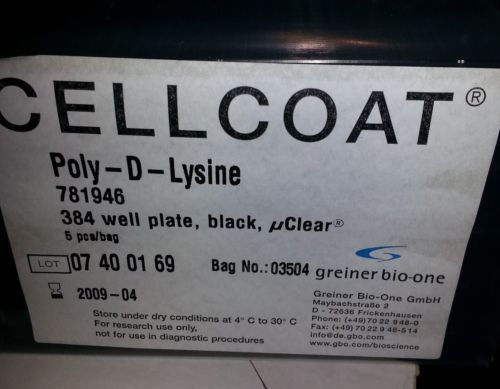 CELLCOAT®
Poly-D-Lysine
781946
384 well plate, black, µClear®
5 pcs/bag
LOT 07 40 01 69 Bag No.: 03504 greiner bio-one
2009-04
Greiner Bio-One GmbH
Maybachstraße 2
D - 72636 Frickenhausen
Phone: (+49) 70 22 9 48-0
Fax: (+49) 70 22 9 48-514
info@de.gbo.com
www.gbo.com/bioscience
Store under dry conditions at 4° C to 30° C
For research use only,
not for use in diagnostic procedures